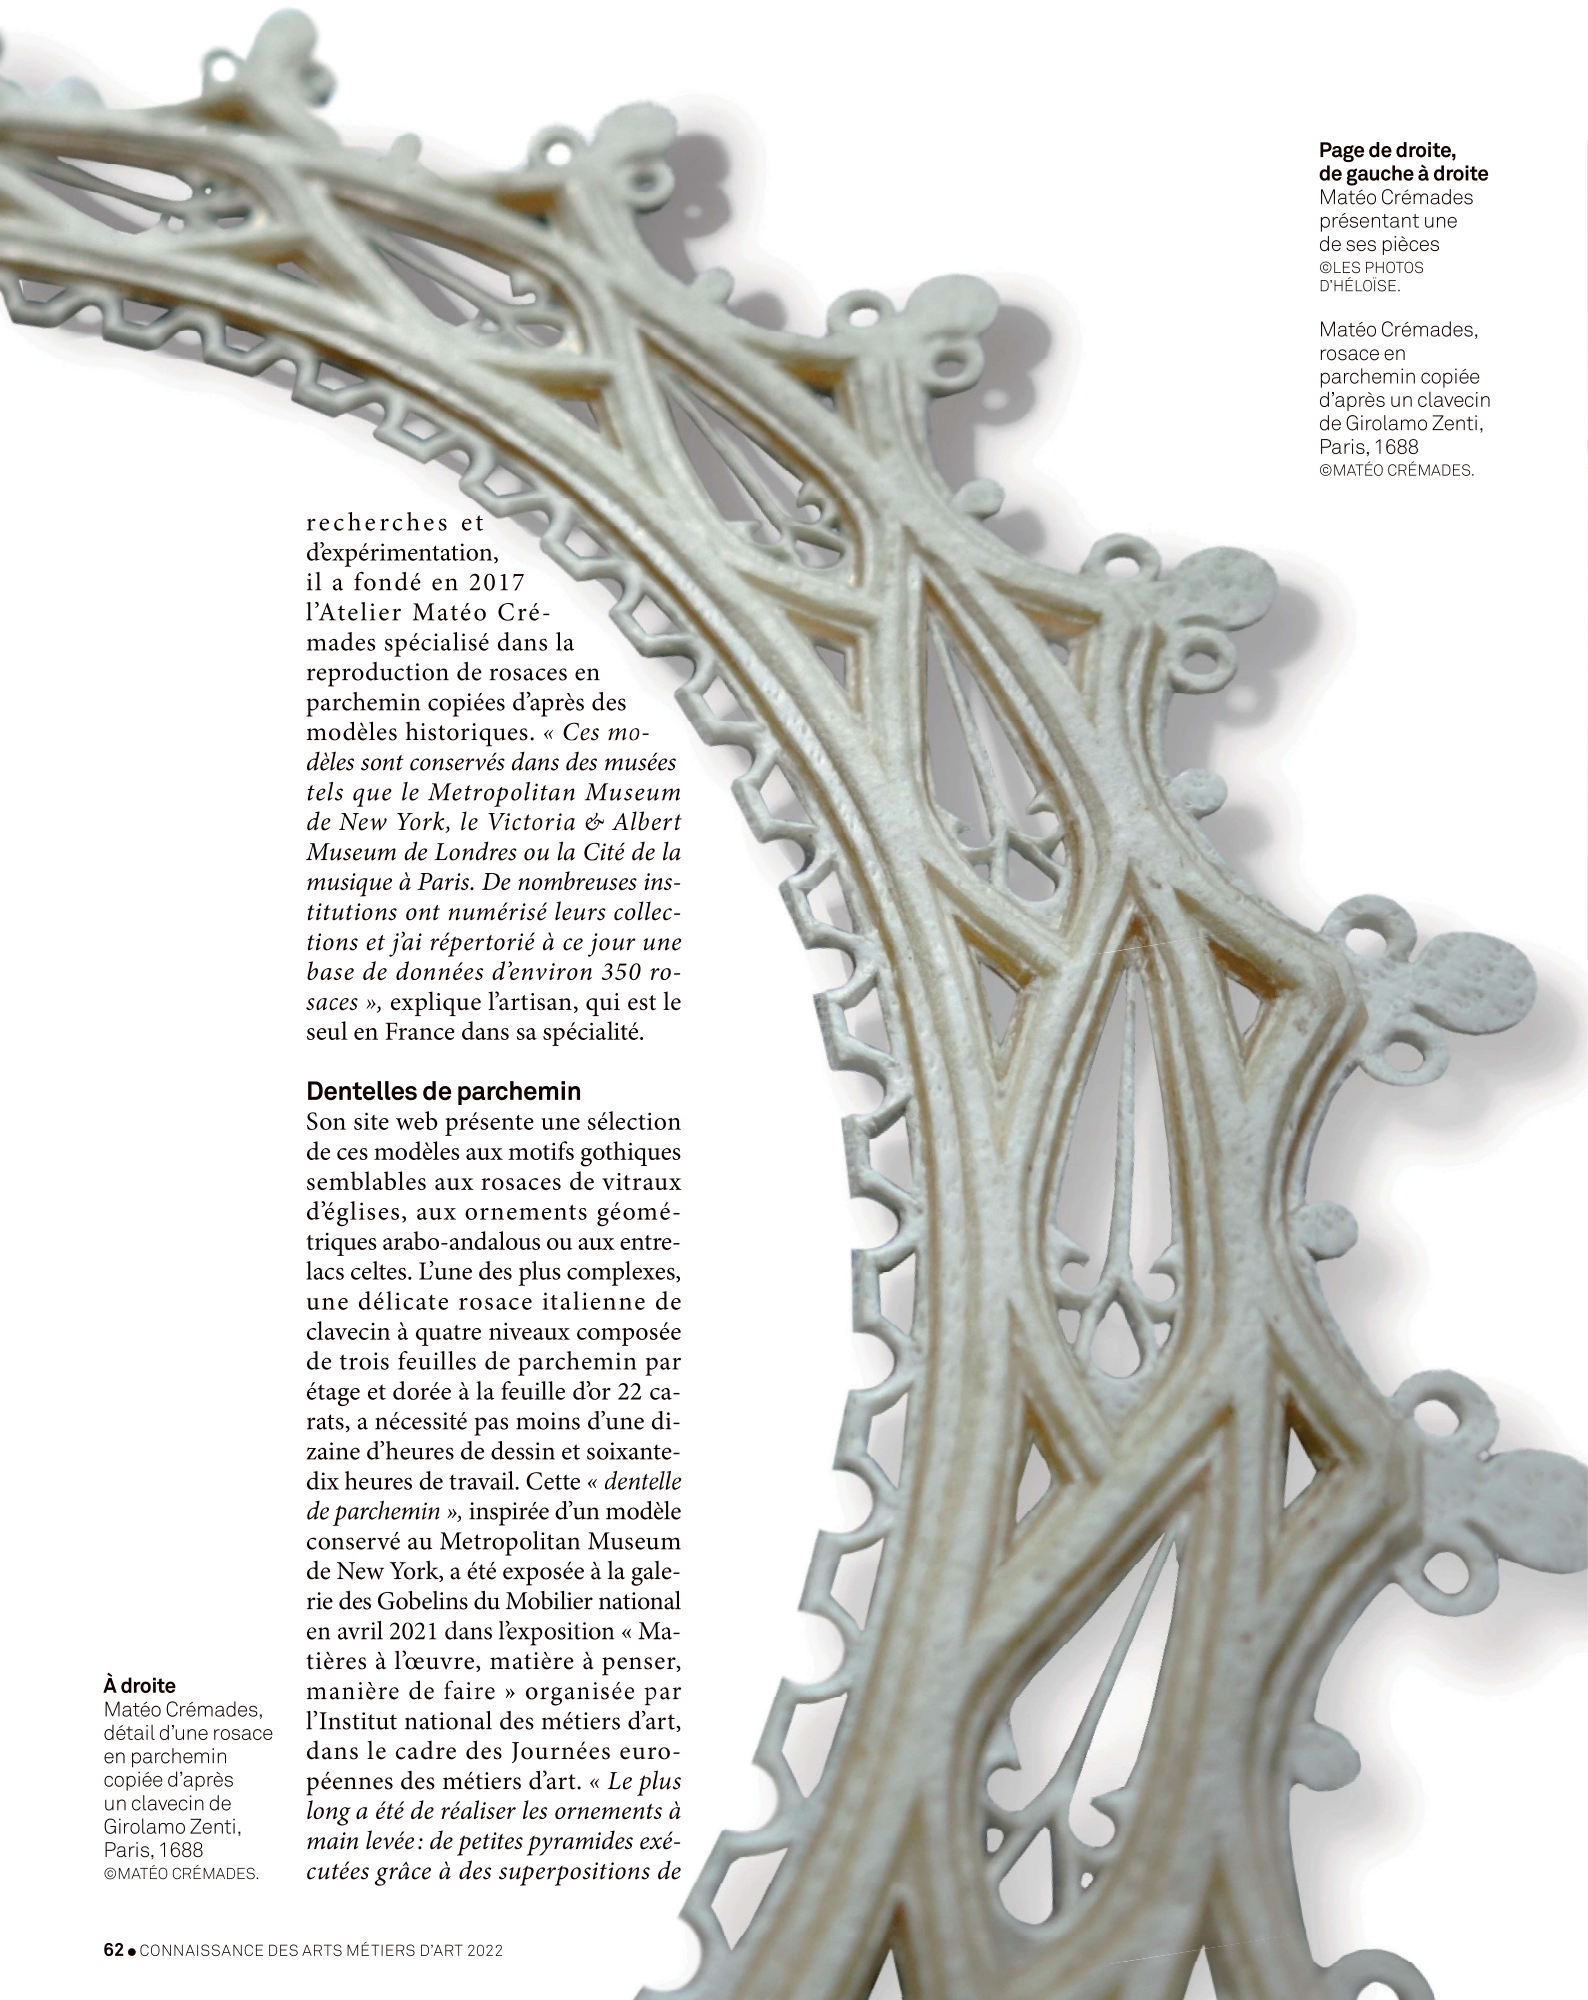 Page de droite,
de gauche à droite
Matéo Crémades
présentant une
de ses pièces
©LES PHOTOS
D'HÉLOÏSE.
Matéo Crémades,
rosace en
parchemin copiée
d'après un clavecin
de Girolamo Zenti,
Paris, 1688
©MATÉO CRÉMADES.
recherches et
d'expérimentation,
il a fondé en 2017
l'Atelier Matéo Cré-
mades spécialisé dans la
reproduction de rosaces en
parchemin copiées d'après des
modèles historiques. « Ces mo-
dèles sont conservés dans des musées
tels que le Metropolitan Museum
de New York, le Victoria & Albert
Museum de Londres ou la Cité de la
musique à Paris. De nombreuses ins-
titutions ont numérisé leurs collec-
tions et j'ai répertorié à ce jour une
base de données d'environ 350 ro-
saces », explique l'artisan, qui est le
seul en France dans sa spécialité.
Dentelles de parchemin
Son site web présente une sélection
de ces modèles aux motifs gothiques
semblables aux rosaces de vitraux
d'églises, aux ornements géomé-
triques arabo-andalous ou aux entre-
lacs celtes. L'une des plus complexes,
une délicate rosace italienne de
clavecin à quatre niveaux composée
de trois feuilles de parchemin par
étage et dorée à la feuille d'or 22 ca-
rats, a nécessité pas moins d'une di-
zaine d'heures de dessin et soixante-
dix heures de travail. Cette « dentelle
de parchemin », inspirée d'un modèle
conservé au Metropolitan Museum
de New York, a été exposée à la gale-
rie des Gobelins du Mobilier national
en avril 2021 dans l'exposition « Ma-
tières à l'œuvre, matière à penser,
manière de faire » organisée par
l'Institut national des métiers d'art,
dans le cadre des Journées euro-
péennes des métiers d'art. « Le plus
long a été de réaliser les ornements à
main levée : de petites pyramides exé-
cutées grâce à des superpositions de
À droite
Matéo Crémades,
détail d'une rosace
en parchemin
copiée d'après
un clavecin de
Girolamo Zenti,
Paris, 1688
©MATÉO CRÉMADES.
62 ● CONNAISSANCE DES ARTS MÉTIERS D'ART 2022